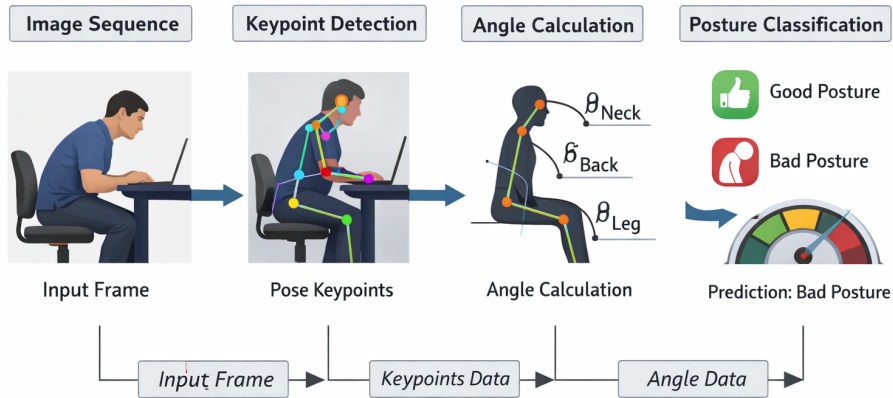 Image Sequence
Keypoint Detection
Angle Calculation
Posture Classification
Good Posture
Bad Posture
θNeck
Back
θLeg
Input Frame
Pose Keypoints
Angle Calculation
Prediction: Bad Posture
Input Frame
Keypoints Data
Angle Data